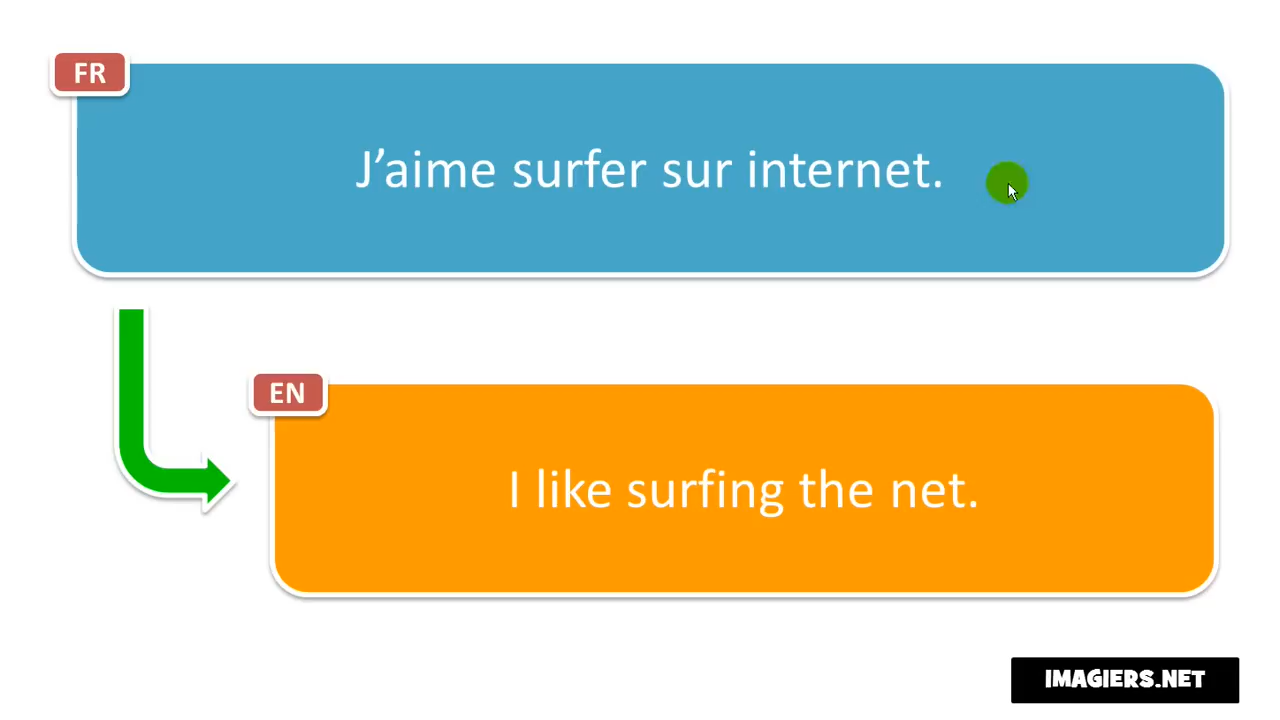 FR
J’aime surfer sur internet.
EN
I like surfing the net.
IMAGIERS.NET